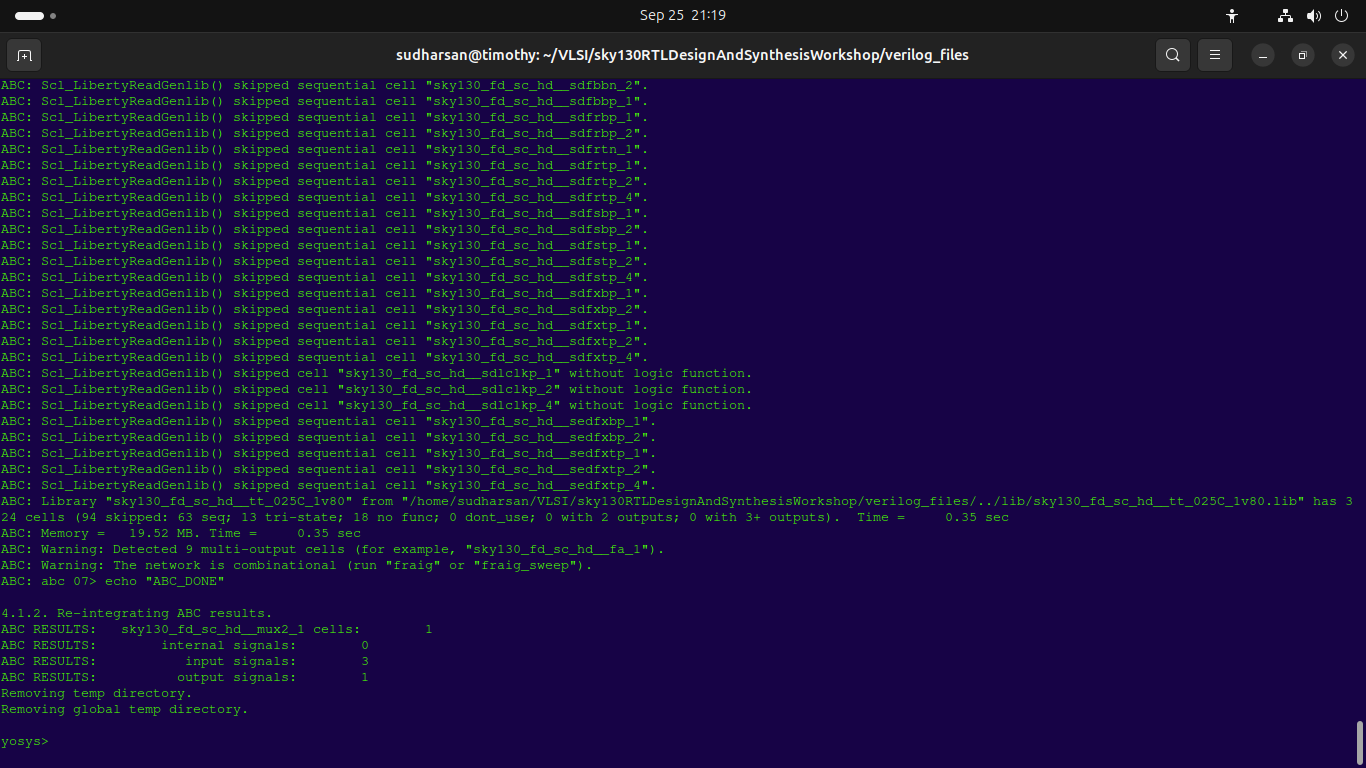 Sep 25 21:19
sudharsan@timothy: ~/VLSI/sky130RTLDesignAndSynthesisWorkshop/verilog_files
ABC: Scl_LibertyReadGenlib() skipped sequential cell "sky130_fd_sc_hd__sdfbbn_2".
ABC: Scl_LibertyReadGenlib() skipped sequential cell "sky130_fd_sc_hd__sdfbbp_1".
ABC: Scl_LibertyReadGenlib() skipped sequential cell "sky130_fd_sc_hd__sdfrbp_1".
ABC: Scl_LibertyReadGenlib() skipped sequential cell "sky130_fd_sc_hd__sdfrbp_2".
ABC: Scl_LibertyReadGenlib() skipped sequential cell "sky130_fd_sc_hd__sdfrtn_1".
ABC: Scl_LibertyReadGenlib() skipped sequential cell "sky130_fd_sc_hd__sdfrtp_1".
ABC: Scl_LibertyReadGenlib() skipped sequential cell "sky130_fd_sc_hd__sdfrtp_2".
ABC: Scl_LibertyReadGenlib() skipped sequential cell "sky130_fd_sc_hd__sdfrtp_4".
ABC: Scl_LibertyReadGenlib() skipped sequential cell "sky130_fd_sc_hd__sdfsbp_1".
ABC: Scl_LibertyReadGenlib() skipped sequential cell "sky130_fd_sc_hd__sdfsbp_2".
ABC: Scl_LibertyReadGenlib() skipped sequential cell "sky130_fd_sc_hd__sdfstp_1".
ABC: Scl_LibertyReadGenlib() skipped sequential cell "sky130_fd_sc_hd__sdfstp_2".
ABC: Scl_LibertyReadGenlib() skipped sequential cell "sky130_fd_sc_hd__sdfstp_4".
ABC: Scl_LibertyReadGenlib() skipped sequential cell "sky130_fd_sc_hd__sdfxbp_1".
ABC: Scl_LibertyReadGenlib() skipped sequential cell "sky130_fd_sc_hd__sdfxbp_2".
ABC: Scl_LibertyReadGenlib() skipped sequential cell "sky130_fd_sc_hd__sdfxtp_1".
ABC: Scl_LibertyReadGenlib() skipped sequential cell "sky130_fd_sc_hd__sdfxtp_2".
ABC: Scl_LibertyReadGenlib() skipped sequential cell "sky130_fd_sc_hd__sdfxtp_4".
ABC: Scl_LibertyReadGenlib() skipped cell "sky130_fd_sc_hd__sdlclkp_1" without logic function.
ABC: Scl_LibertyReadGenlib() skipped cell "sky130_fd_sc_hd__sdlclkp_2" without logic function.
ABC: Scl_LibertyReadGenlib() skipped cell "sky130_fd_sc_hd__sdlclkp_4" without logic function.
ABC: Scl_LibertyReadGenlib() skipped sequential cell "sky130_fd_sc_hd__sedfxbp_1".
ABC: Scl_LibertyReadGenlib() skipped sequential cell "sky130_fd_sc_hd__sedfxbp_2".
ABC: Scl_LibertyReadGenlib() skipped sequential cell "sky130_fd_sc_hd__sedfxtp_1".
ABC: Scl_LibertyReadGenlib() skipped sequential cell "sky130_fd_sc_hd__sedfxtp_2".
ABC: Scl_LibertyReadGenlib() skipped sequential cell "sky130_fd_sc_hd__sedfxtp_4".
ABC: Library "sky130_fd_sc_hd__tt_025C_1v80" from "/home/sudharsan/VLSI/sky130RTLDesignAndSynthesisWorkshop/verilog_files/../lib/sky130_fd_sc_hd__tt_025C_1v80.lib" has 3
24 cells (94 skipped: 63 seq; 13 tri-state; 18 no func; 0 dont_use; 0 with 2 outputs; 0 with 3+ outputs).  Time =     0.35 sec
ABC: Memory =   19.52 MB. Time =     0.35 sec
ABC: Warning: Detected 9 multi-output cells (for example, "sky130_fd_sc_hd__fa_1").
ABC: Warning: The network is combinational (run "fraig" or "fraig_sweep").
ABC: abc 07> echo "ABC_DONE"
4.1.2. Re-integrating ABC results.
ABC RESULTS:   sky130_fd_sc_hd__mux2_1 cells:        1
ABC RESULTS:        internal signals:        0
ABC RESULTS:           input signals:        3
ABC RESULTS:          output signals:        1
Removing temp directory.
Removing global temp directory.
yosys>